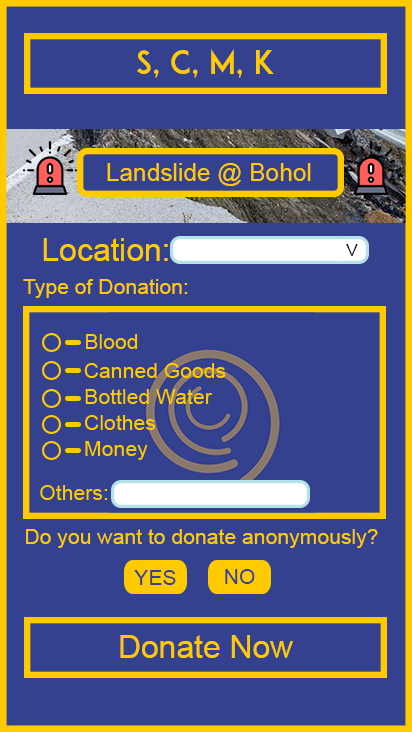 S, C, M, K
Landslide @ Bohol
Location: V
Type of Donation:
Blood
Canned Goods
Bottled Water
Clothes
Money
Others:
Do you want to donate anonymously?
YES NO
Donate Now